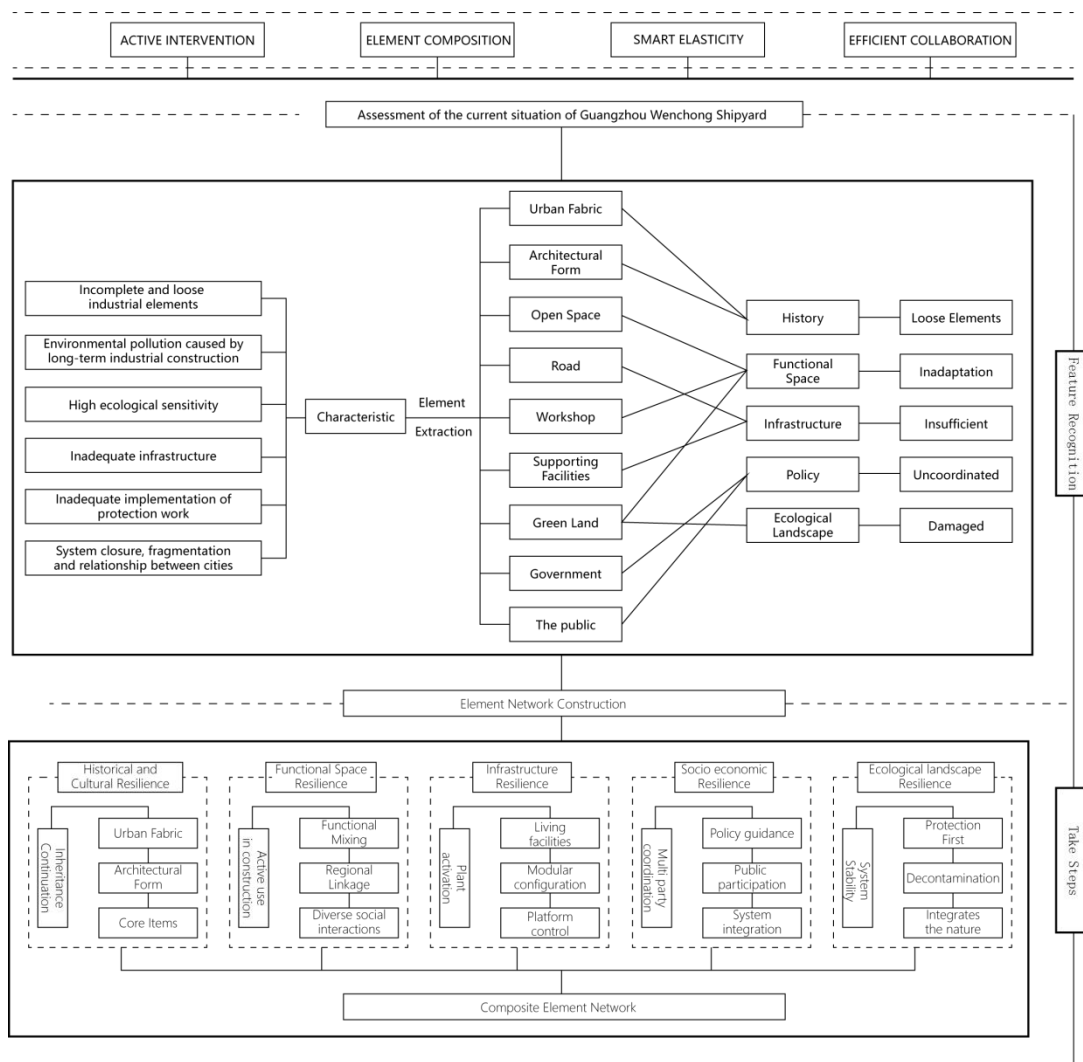 ACTIVE INTERVENTION
ELEMENT COMPOSITION
SMART ELASTICITY
EFFICIENT COLLABORATION
Assessment of the current situation of Guangzhou Wenchong Shipyard
Incomplete and loose
industrial elements
Environmental pollution caused by
long-term industrial construction
High ecological sensitivity
Inadequate infrastructure
Inadequate implementation of
protection work
System closure, fragmentation
and relationship between cities
Characteristic
Element
Extraction
Urban Fabric
Architectural
Form
Open Space
Road
Workshop
Supporting
Facilities
Green Land
Government
The public
History
Functional
Space
Infrastructure
Policy
Ecological
Landscape
Loose Elements
Inadaptation
Insufficient
Uncoordinated
Damaged
Feature Recognition
Element Network Construction
Historical and
Cultural Resilience
Inheritance
Continuation
Urban Fabric
Architectural
Form
Core Items
Functional Space
Resilience
Active use
in construction
Functional
Mixing
Regional
Linkage
Diverse social
interactions
Infrastructure
Resilience
Plant
activation
Living
facilities
Modular
configuration
Platform
control
Socio economic
Resilience
Multi party
coordination
Policy guidance
Public
participation
System
integration
Ecological landscape
Resilience
System
Stability
Protection
First
Decontamination
Integrates
the nature
Take Steps
Composite Element Network